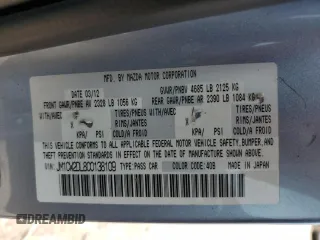 MFD. BY MAZDA MOTOR CORPORATION
DATE 03/12 GVWR/PNBV 4685 LB 2125 KG
FRONT GAWR/PNBE AR 2328 LB 1056 KG REAR GAWR/PNBE AR 2390 LB 1084 KG
WITH/AVEC WITH/AVEC
TIRES/PNEUS TIRES/PNEUS
RIMS/JANTES RIMS/JANTES
KPA / PSI COLD/A FROID KPA / PSI COLD/A FROID
THIS VEHICLE CONFORMS TO ALL APPLICABLE
FEDERAL MOTOR VEHICLE SAFETY, BUMPER, AND
THEFT PREVENTION STANDARDS IN EFFECT ON
THE DATE OF MANUFACTURE SHOWN ABOVE.
TYPE PASS CAR COLOR: 40B MADE IN JAPAN